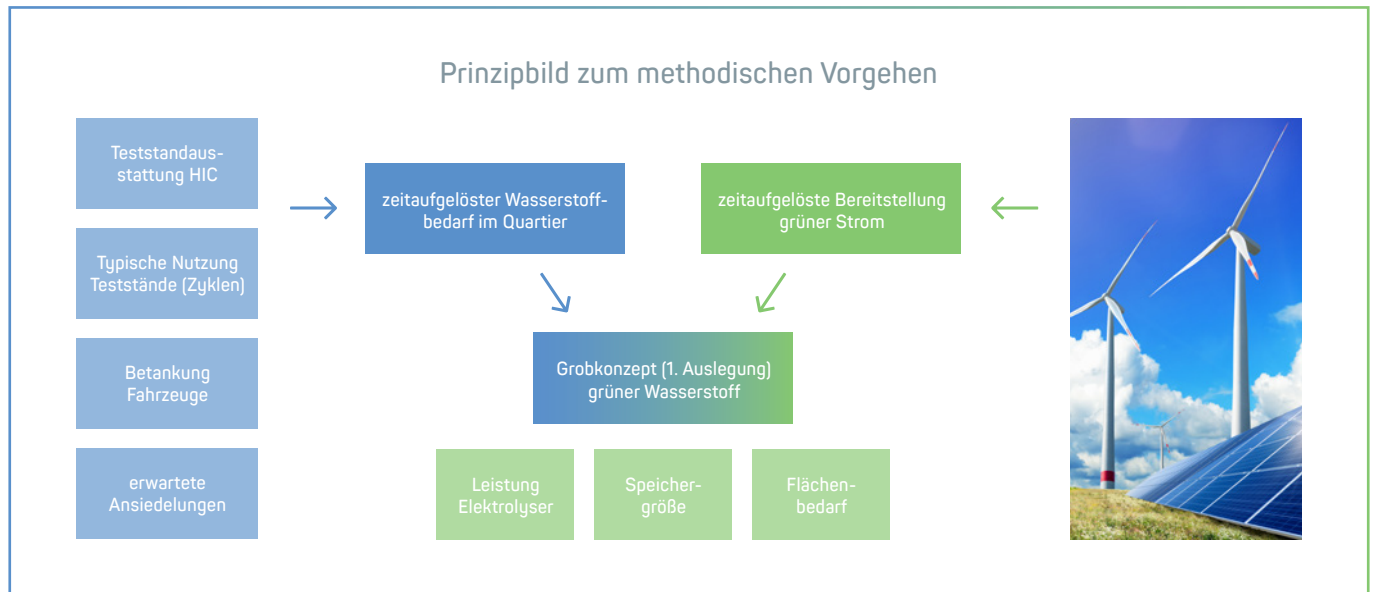 Prinzipbild zum methodischen Vorgehen
Teststandaus-
stattung HIC
Typische Nutzung
Teststände (Zyklen)
Betankung
Fahrzeuge
erwartete
Ansiedelungen
zeitaufgelöster Wasserstoff-
bedarf im Quartier
zeitaufgelöste Bereitstellung
grüner Strom
Grobkonzept (1. Auslegung)
grüner Wasserstoff
Leistung
Elektrolyser
Speicher-
größe
Flächen-
bedarf